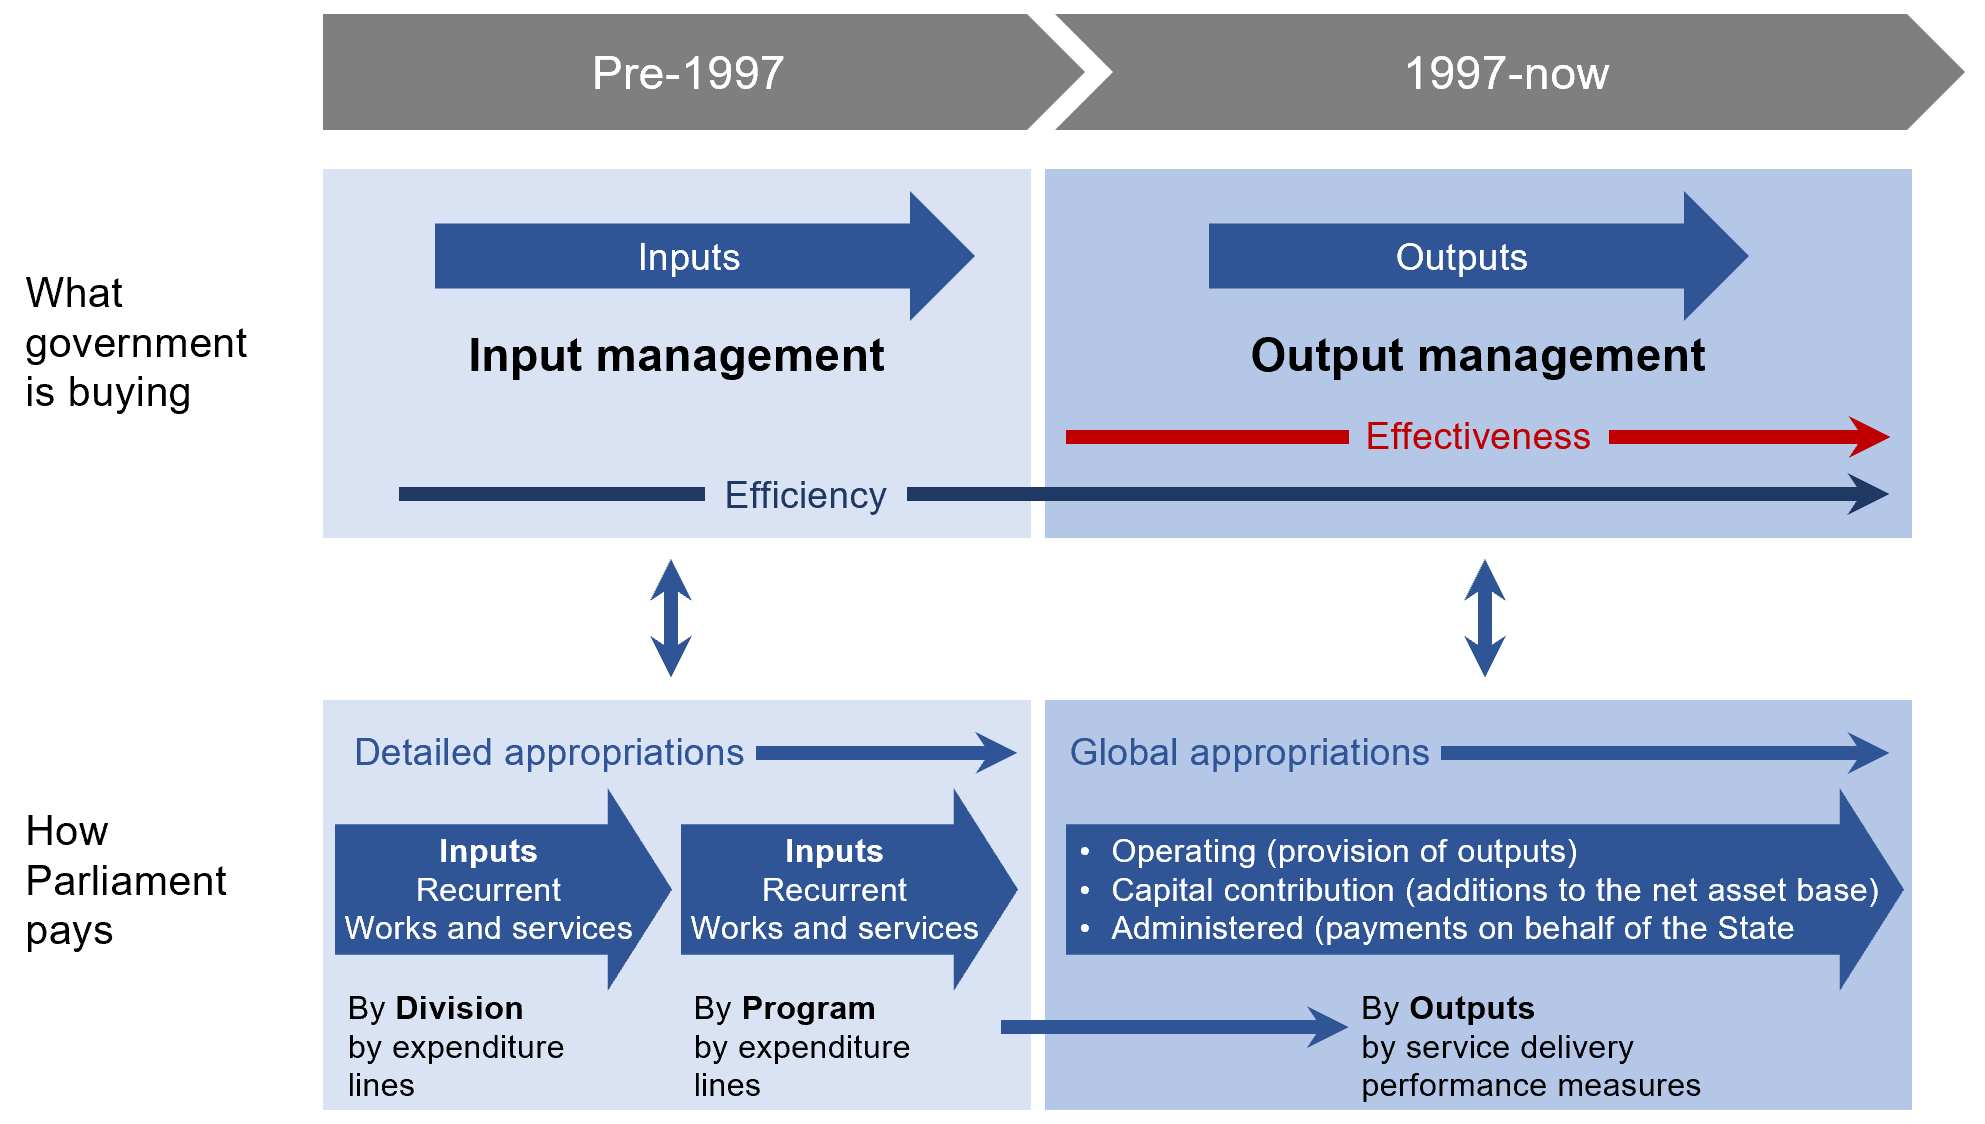 Pre-1997
1997-now
What
government
is buying
Inputs
Input management
Outputs
Output management
Effectiveness
Efficiency
How
Parliament
pays
Detailed appropriations
Inputs
Recurrent
Works and services
By Division
by expenditure
lines
Inputs
Recurrent
Works and services
By Program
by expenditure
lines
Global appropriations
• Operating (provision of outputs)
• Capital contribution (additions to the net asset base)
• Administered (payments on behalf of the State
By Outputs
by service delivery
performance measures